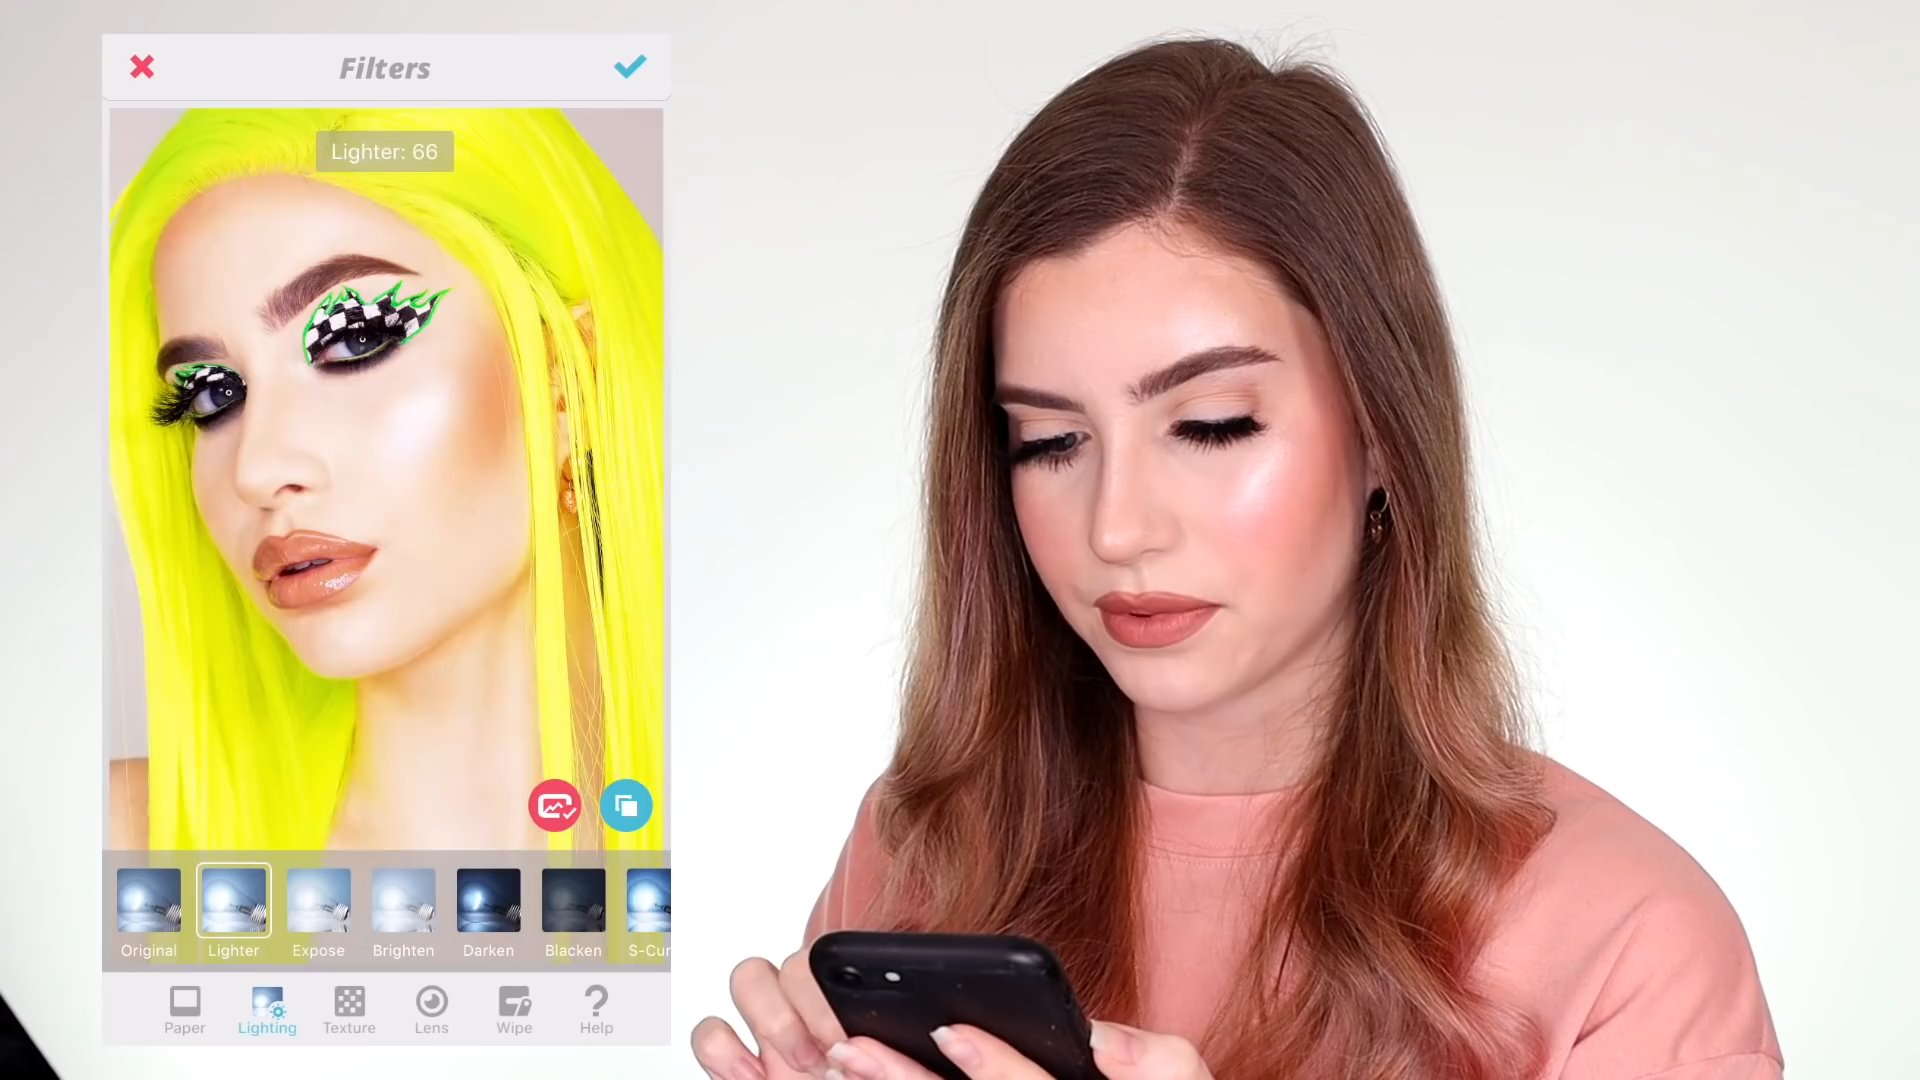 Filters
Lighter: 66
Original Lighter Expose Brighten Darken Blacken S-Cur
Paper Lighting Texture Lens Wipe Help